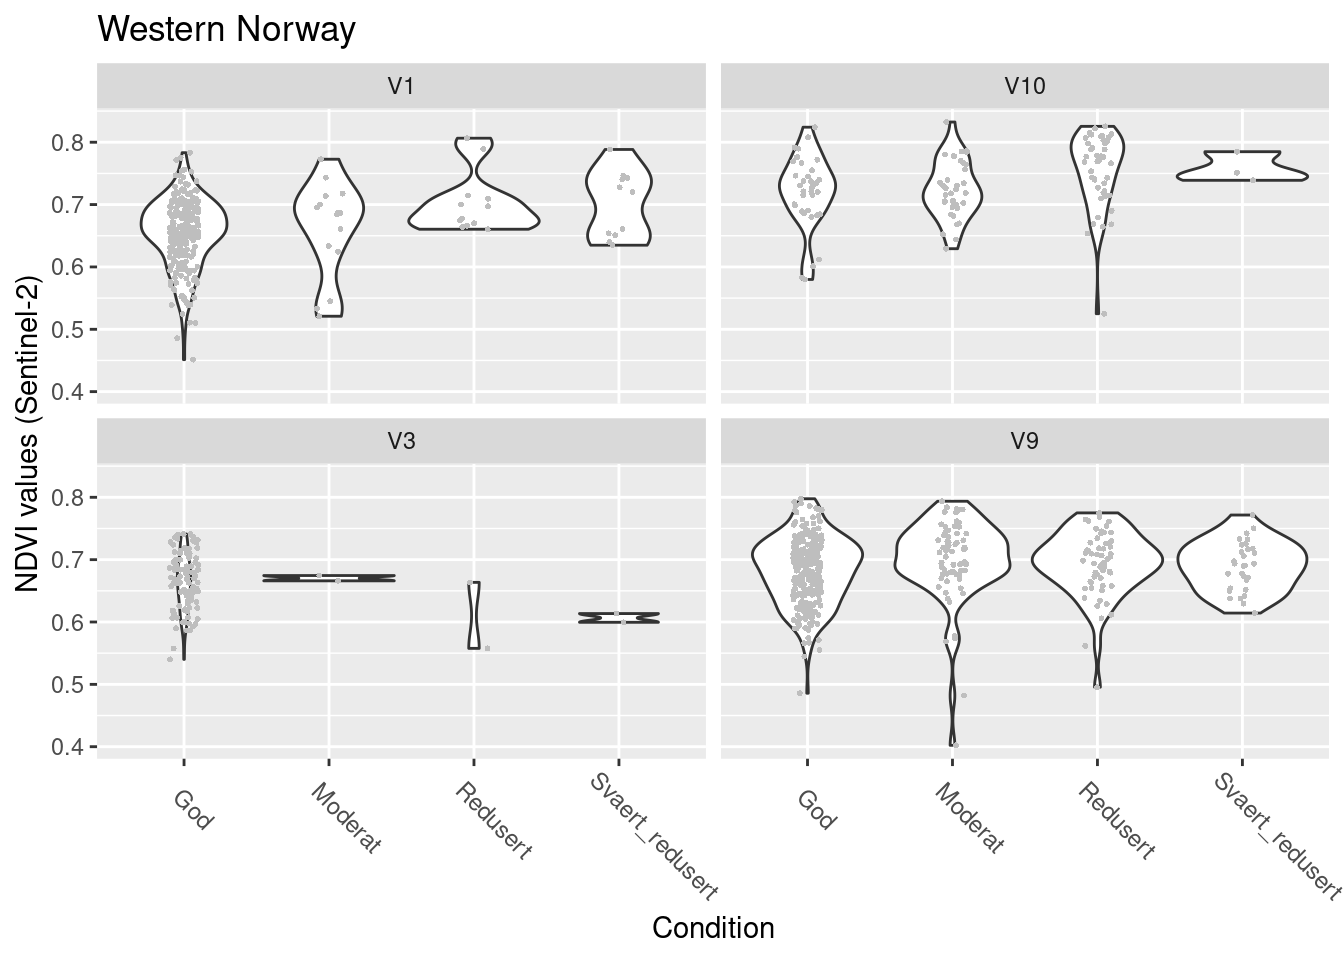 Western Norway
V1
V10
0.8
0.7
0.6
0.5
0.4
V3
V9
0.8
0.7
0.6
0.5
0.4
NDVI values (Sentinel-2)
God
Moderat
Redusert
Svaert_redusert
God
Moderat
Redusert
Svaert_redusert
Condition